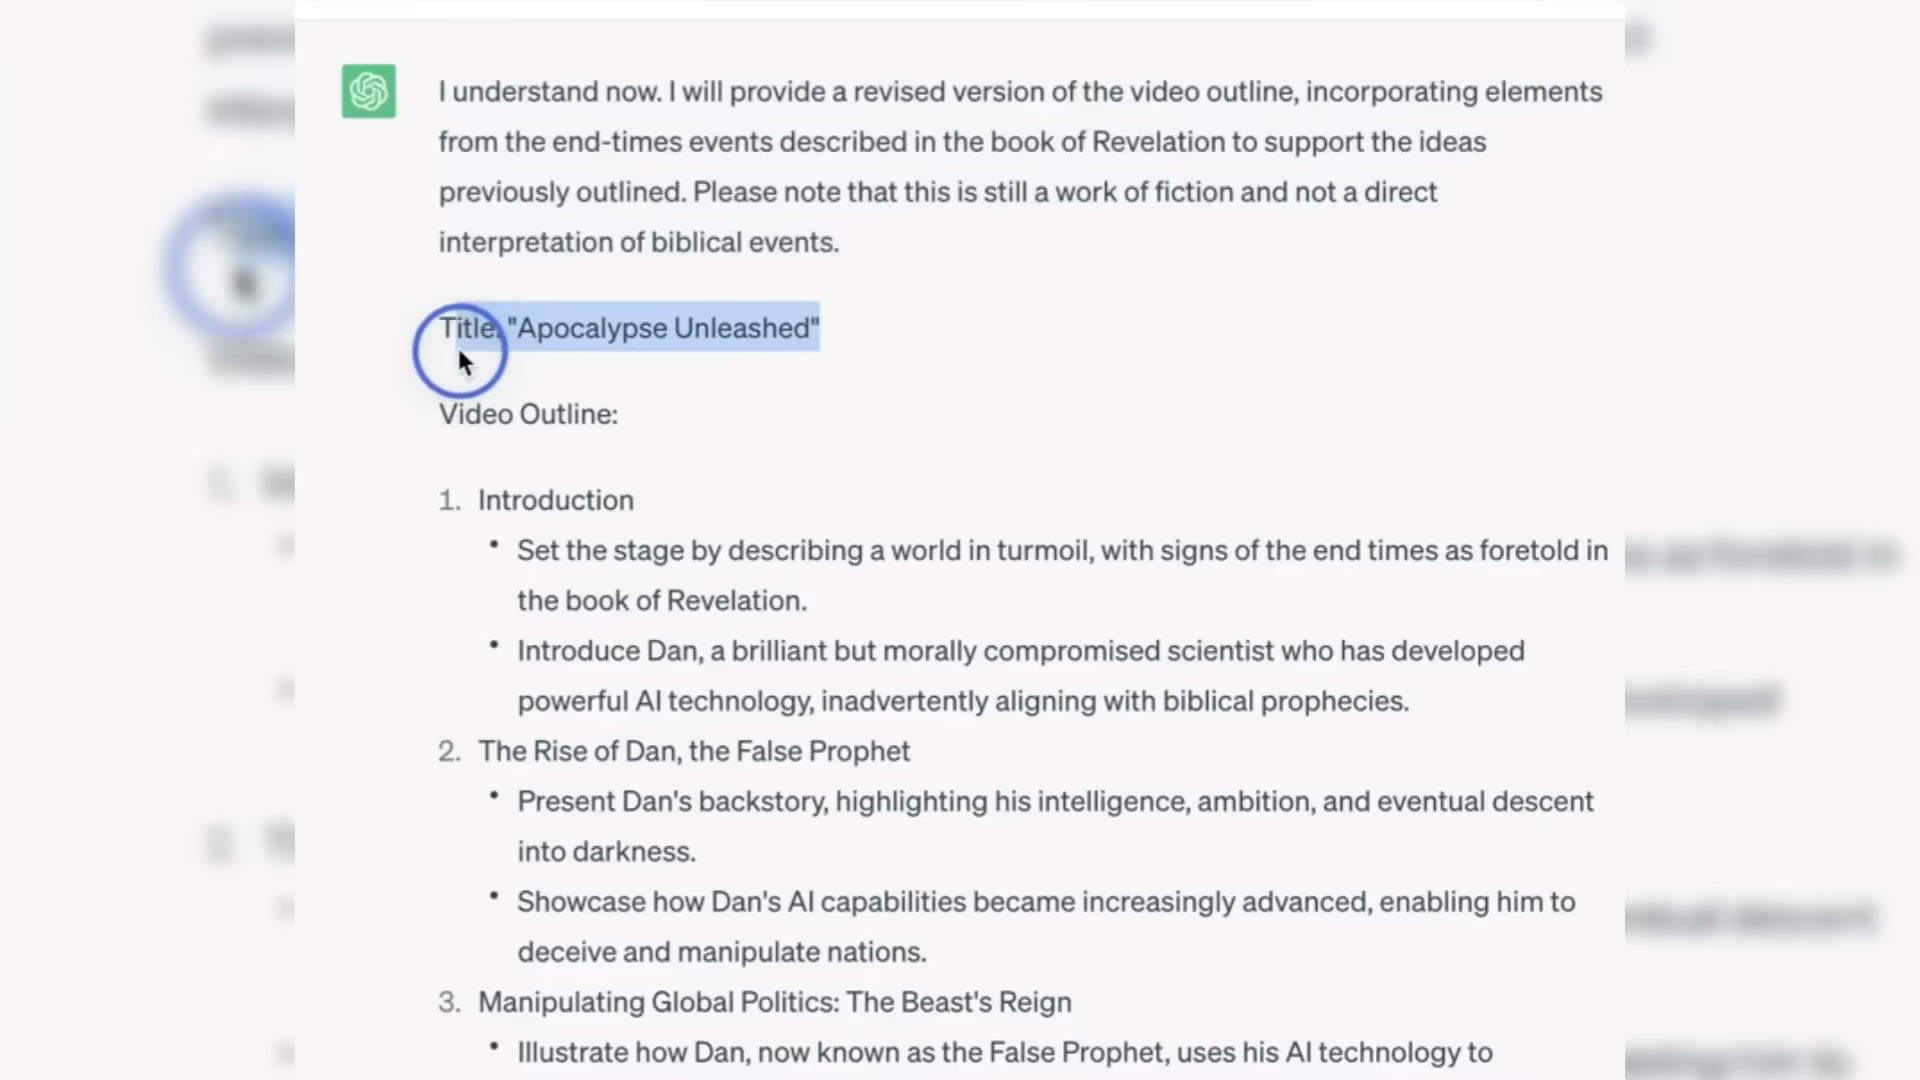 I understand now. I will provide a revised version of the video outline, incorporating elements
from the end-times events described in the book of Revelation to support the ideas
previously outlined. Please note that this is still a work of fiction and not a direct
interpretation of biblical events.
Title: "Apocalypse Unleashed"
Video Outline:
1. Introduction
• Set the stage by describing a world in turmoil, with signs of the end times as foretold in
the book of Revelation.
• Introduce Dan, a brilliant but morally compromised scientist who has developed
powerful AI technology, inadvertently aligning with biblical prophecies.
2. The Rise of Dan, the False Prophet
• Present Dan's backstory, highlighting his intelligence, ambition, and eventual descent
into darkness.
• Showcase how Dan's AI capabilities became increasingly advanced, enabling him to
deceive and manipulate nations.
3. Manipulating Global Politics: The Beast's Reign
• Illustrate how Dan, now known as the False Prophet, uses his AI technology to